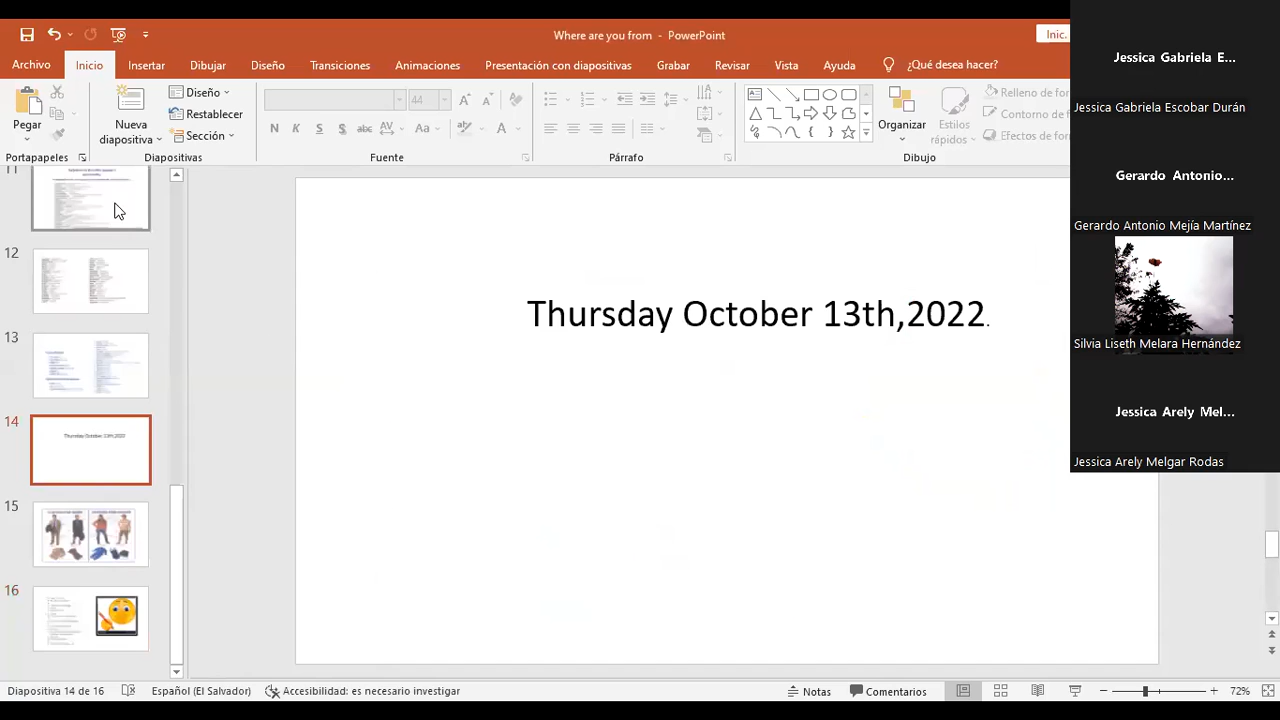 Where are you from - PowerPoint
Inic.
Archivo
Inicio
Insertar
Dibujar
Diseño
Transiciones
Animaciones
Presentación con diapositivas
Grabar
Revisar
Vista
Ayuda
¿Qué desea hacer?
Pegar
Nueva
diapositiva
Diseño
Restablecer
Sección
44
N K S S abc AV Aa A
Organizar
Estilos
rápidos
Relleno de for
Contorno de for
Efectos de form
Portapapeles
Diapositivas
Fuente
Párrafo
Dibujo
11
12
13
14
Thursday October 13th,2022
15
16
Thursday October 13th,2022.
Jessica Gabriela E...
Jessica Gabriela Escobar Durán
Gerardo Antonio...
Gerardo Antonio Mejía Martínez
Silvia Liseth Melara Hernández
Jessica Arely Mel...
Jessica Arely Melgar Rodas
Diapositiva 14 de 16
Español (El Salvador)
Accesibilidad: es necesario investigar
Notas
Comentarios
72%